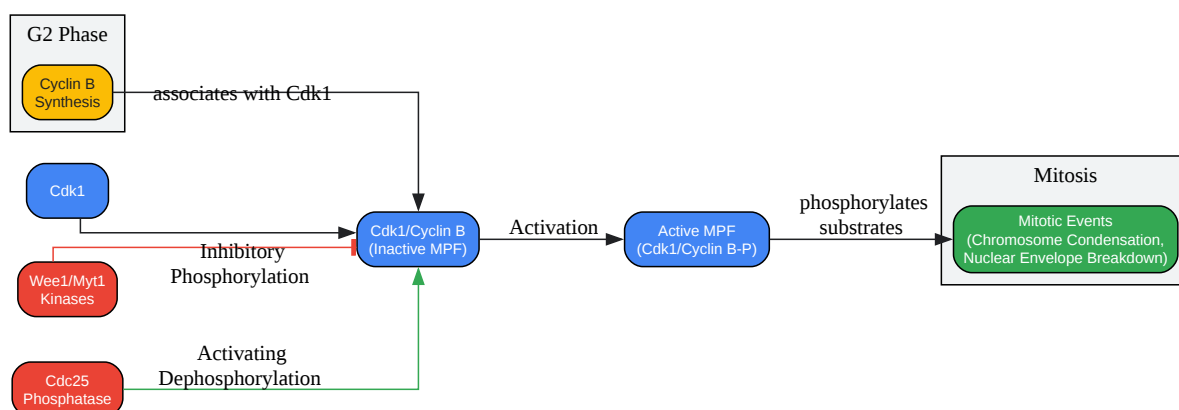 G2 Phase
Cyclin B
Synthesis
associates with Cdk1
Cdk1
Wee1/Myt1
Kinases
Inhibitory
Phosphorylation
Cdc25
Phosphatase
Activating
Dephosphorylation
Cdk1/Cyclin B
(Inactive MPF)
Activation
Active MPF
(Cdk1/Cyclin B-P)
phosphorylates
substrates
Mitosis
Mitotic Events
(Chromosome Condensation,
Nuclear Envelope Breakdown)